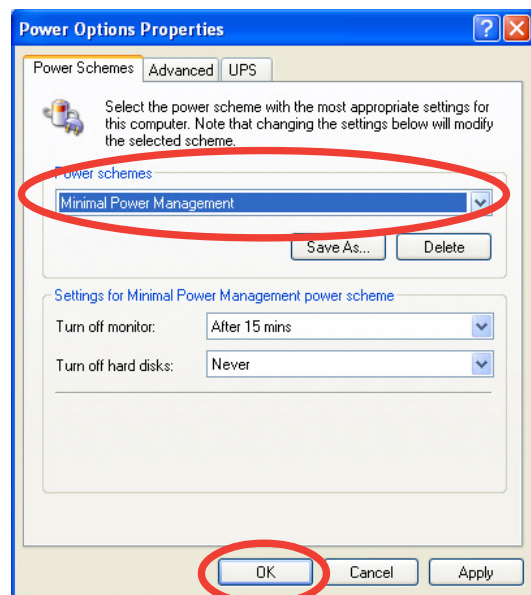 Power Options Properties
Power Schemes Advanced UPS
Select the power scheme with the most appropriate settings for
this computer. Note that changing the settings below will modify
the selected scheme.
Power schemes
Minimal Power Management
Save As... Delete
Settings for Minimal Power Management power scheme
Turn off monitor: After 15 mins
Turn off hard disks: Never
OK Cancel Apply